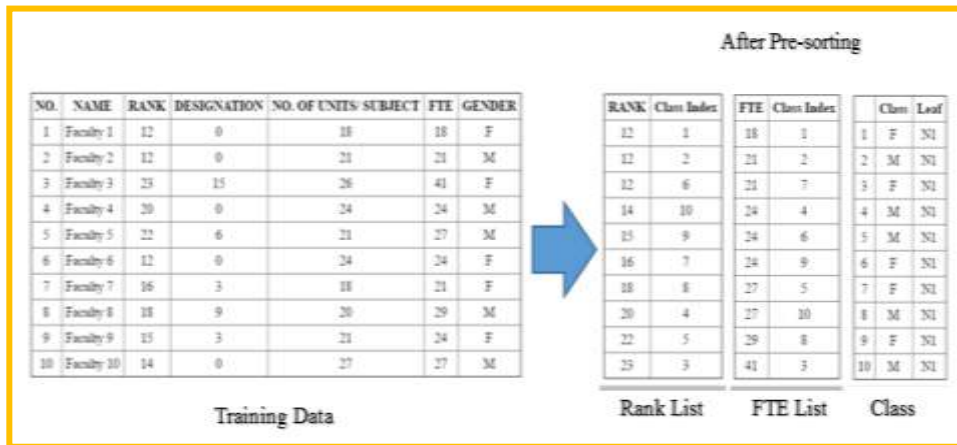 After Pre-sorting
NO. NAME RANK DESIGNATION NO. OF UNITS/ SUBJECT FTE GENDER
1 Faculty 1 12 0 18 18 F
2 Faculty 2 12 0 21 21 M
3 Faculty 3 23 15 26 41 F
4 Faculty 4 20 0 24 24 M
5 Faculty 5 22 6 21 27 M
6 Faculty 6 12 0 24 24 F
7 Faculty 7 16 3 18 21 F
8 Faculty 8 18 9 20 29 M
9 Faculty 9 15 3 21 24 F
10 Faculty 10 14 0 27 27 M
RANK Class Index
12 1
12 2
12 6
14 10
15 9
16 7
18 8
20 4
22 5
23 3
FTE Class Index
18 1
21 2
21 7
24 4
24 6
24 9
27 5
27 10
29 8
41 3
Class Leaf
1 F N1
2 M N1
3 F N1
4 M N1
5 M N1
6 F N1
7 F N1
8 M N1
9 F N1
10 M N1
Training Data
Rank List
FTE List
Class